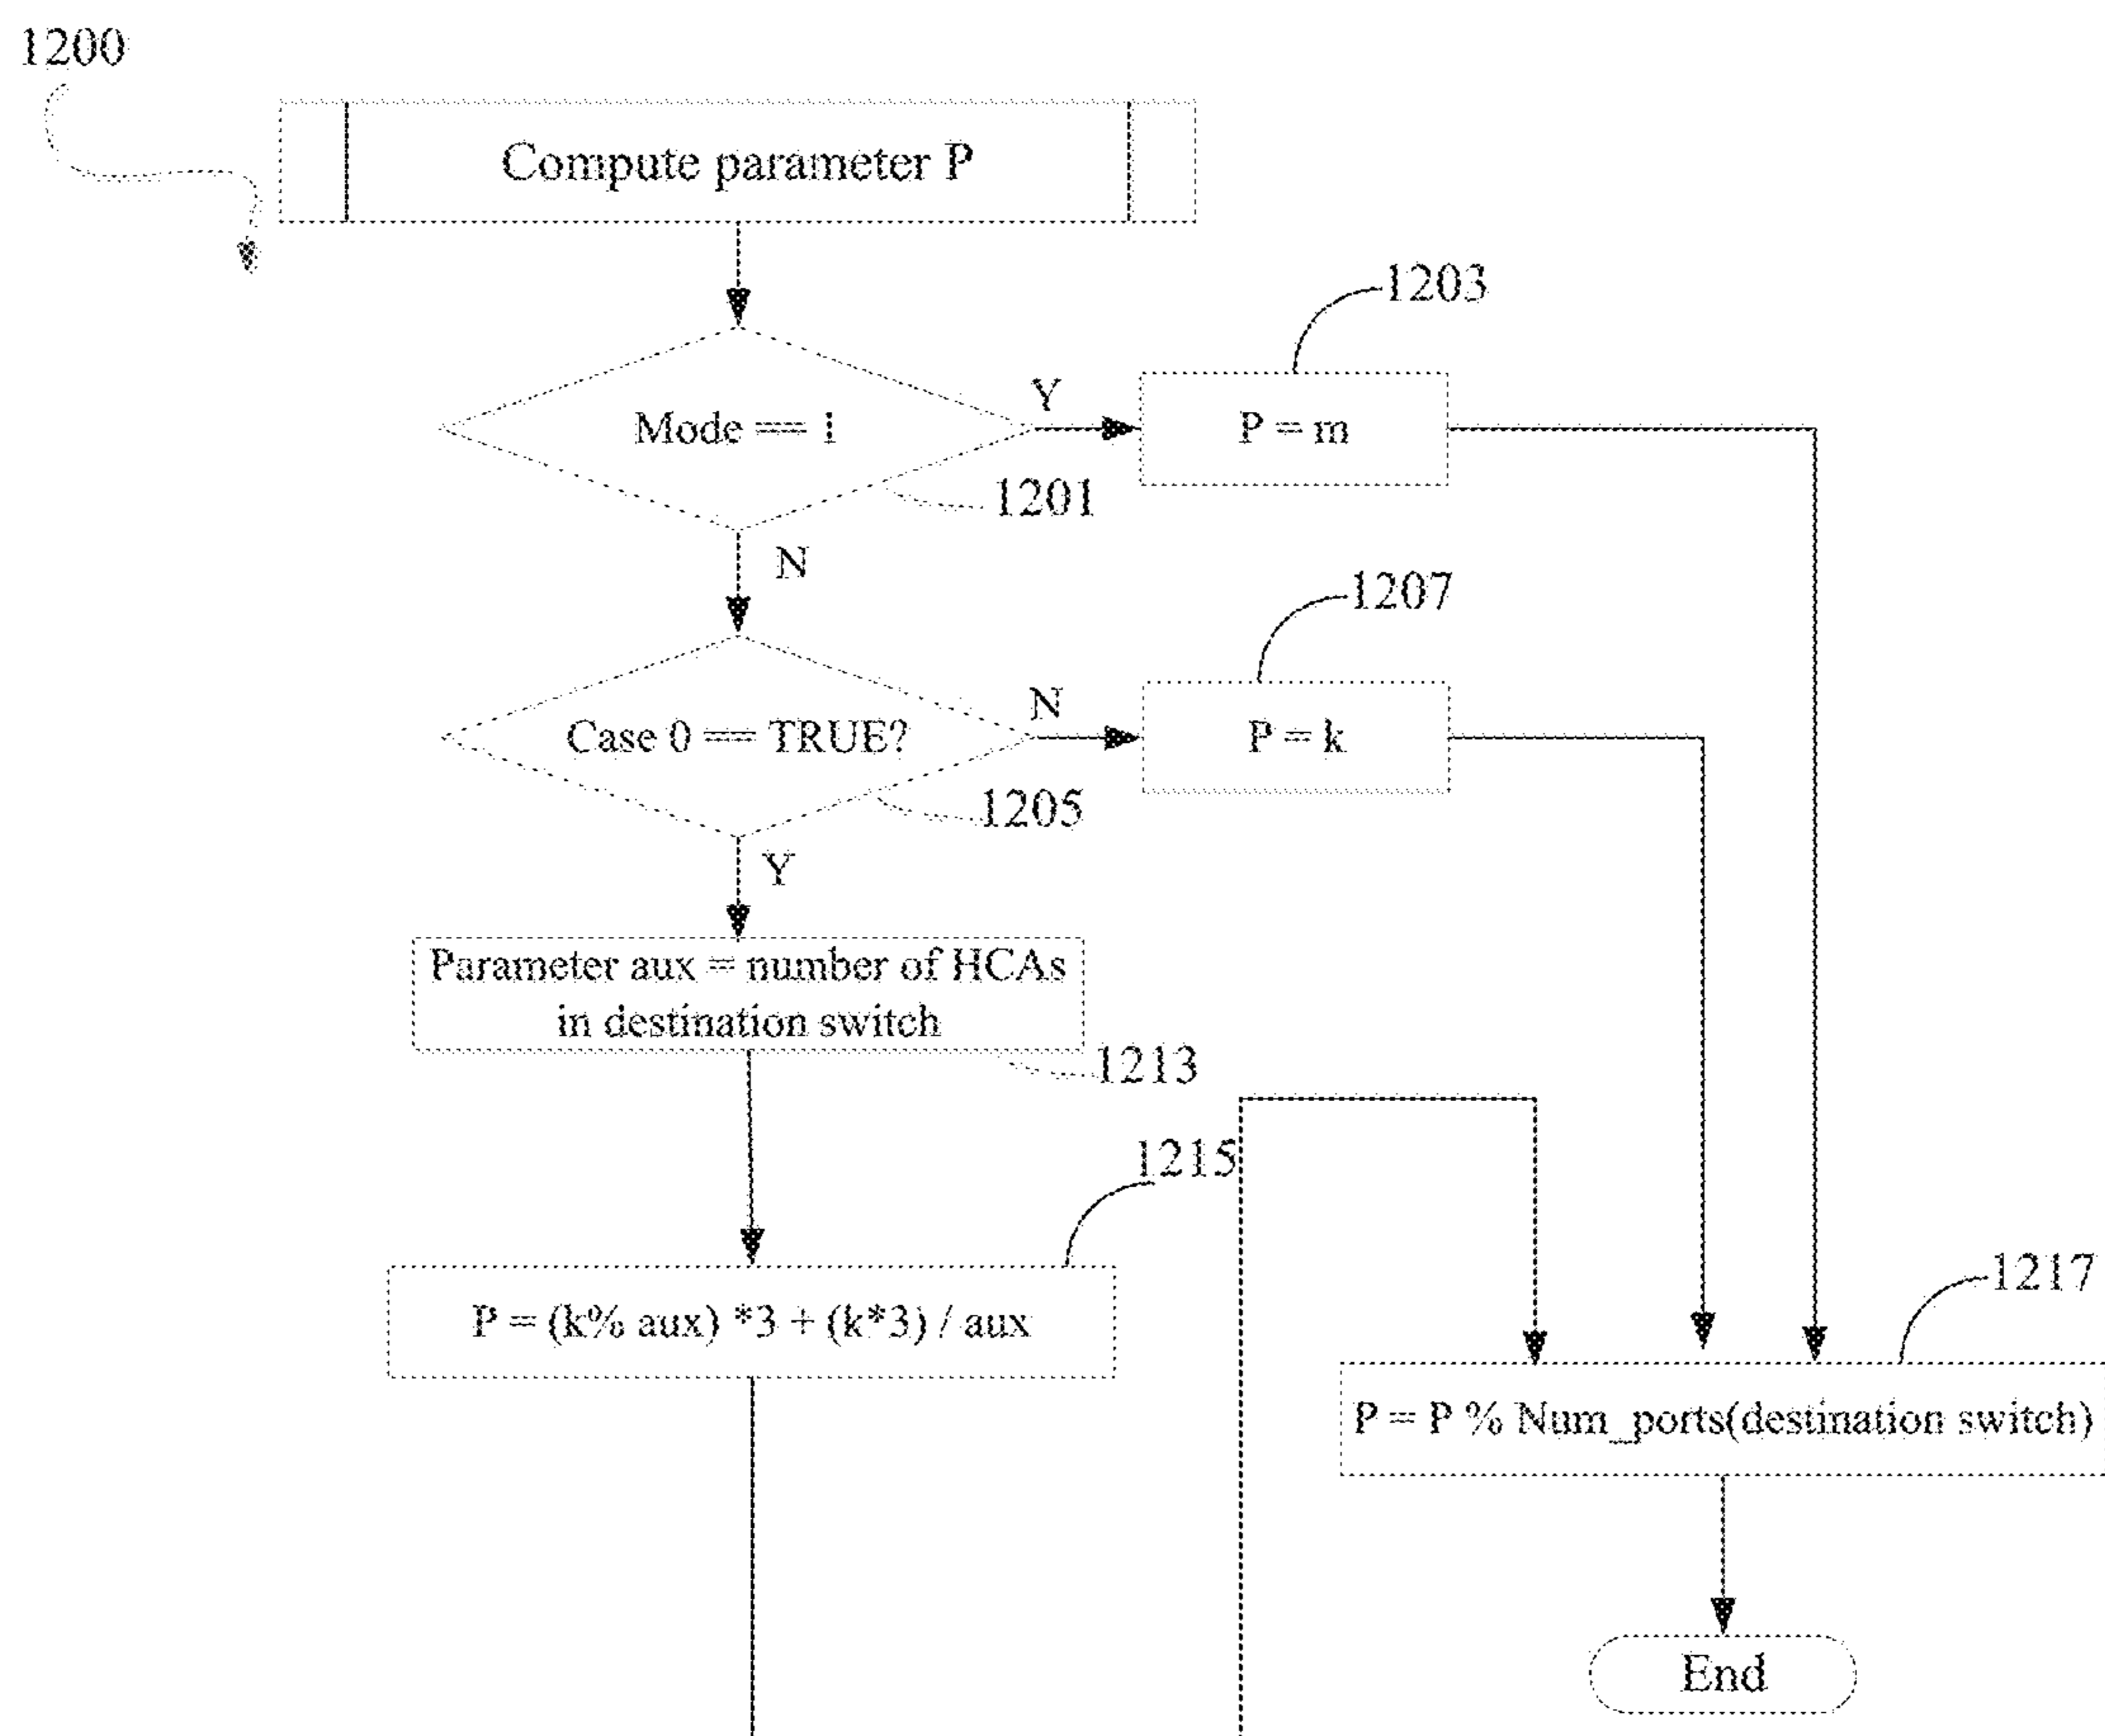 1200
Compute parameter P
1203
Mode == 1
Y
P = m
1201
N
1207
Case 0 == TRUE?
N
P = k
1205
Y
Parameter aux = number of HCAs
in destination switch
1213
1215
P = (k% aux) *3 + (k*3) / aux
1217
P = P % Num_ports(destination switch)
End